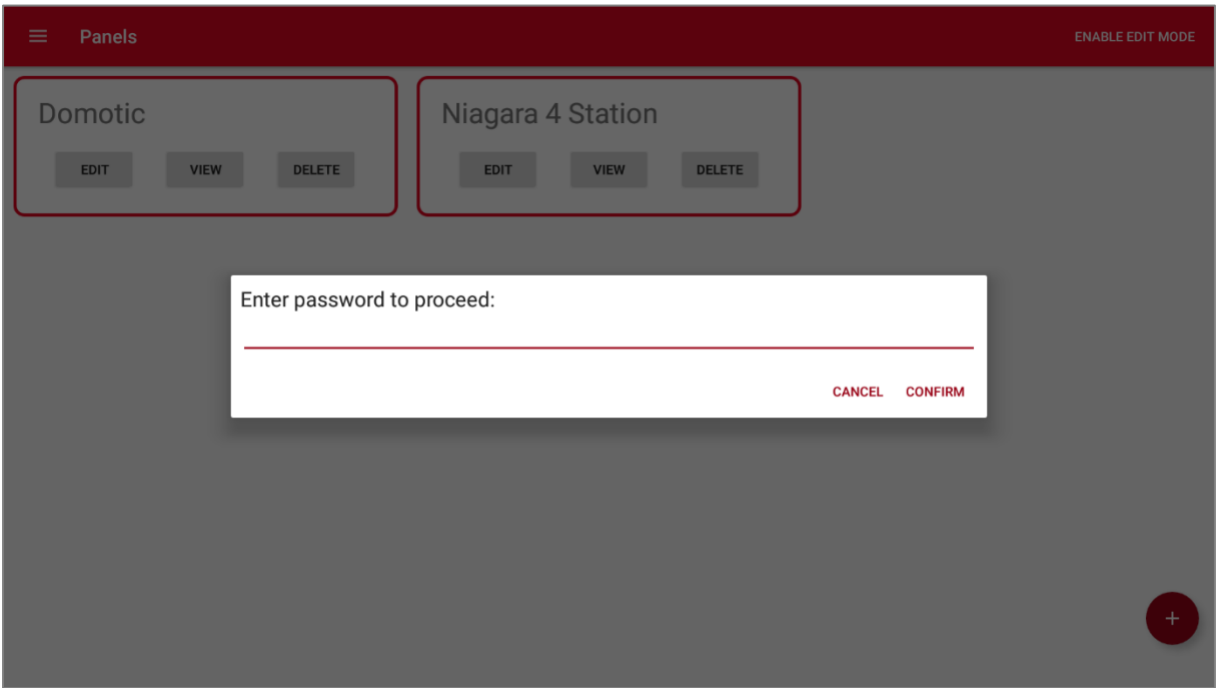 Panels
ENABLE EDIT MODE
Domotic
EDIT VIEW DELETE
Niagara 4 Station
EDIT VIEW DELETE
Enter password to proceed:
CANCEL CONFIRM
+